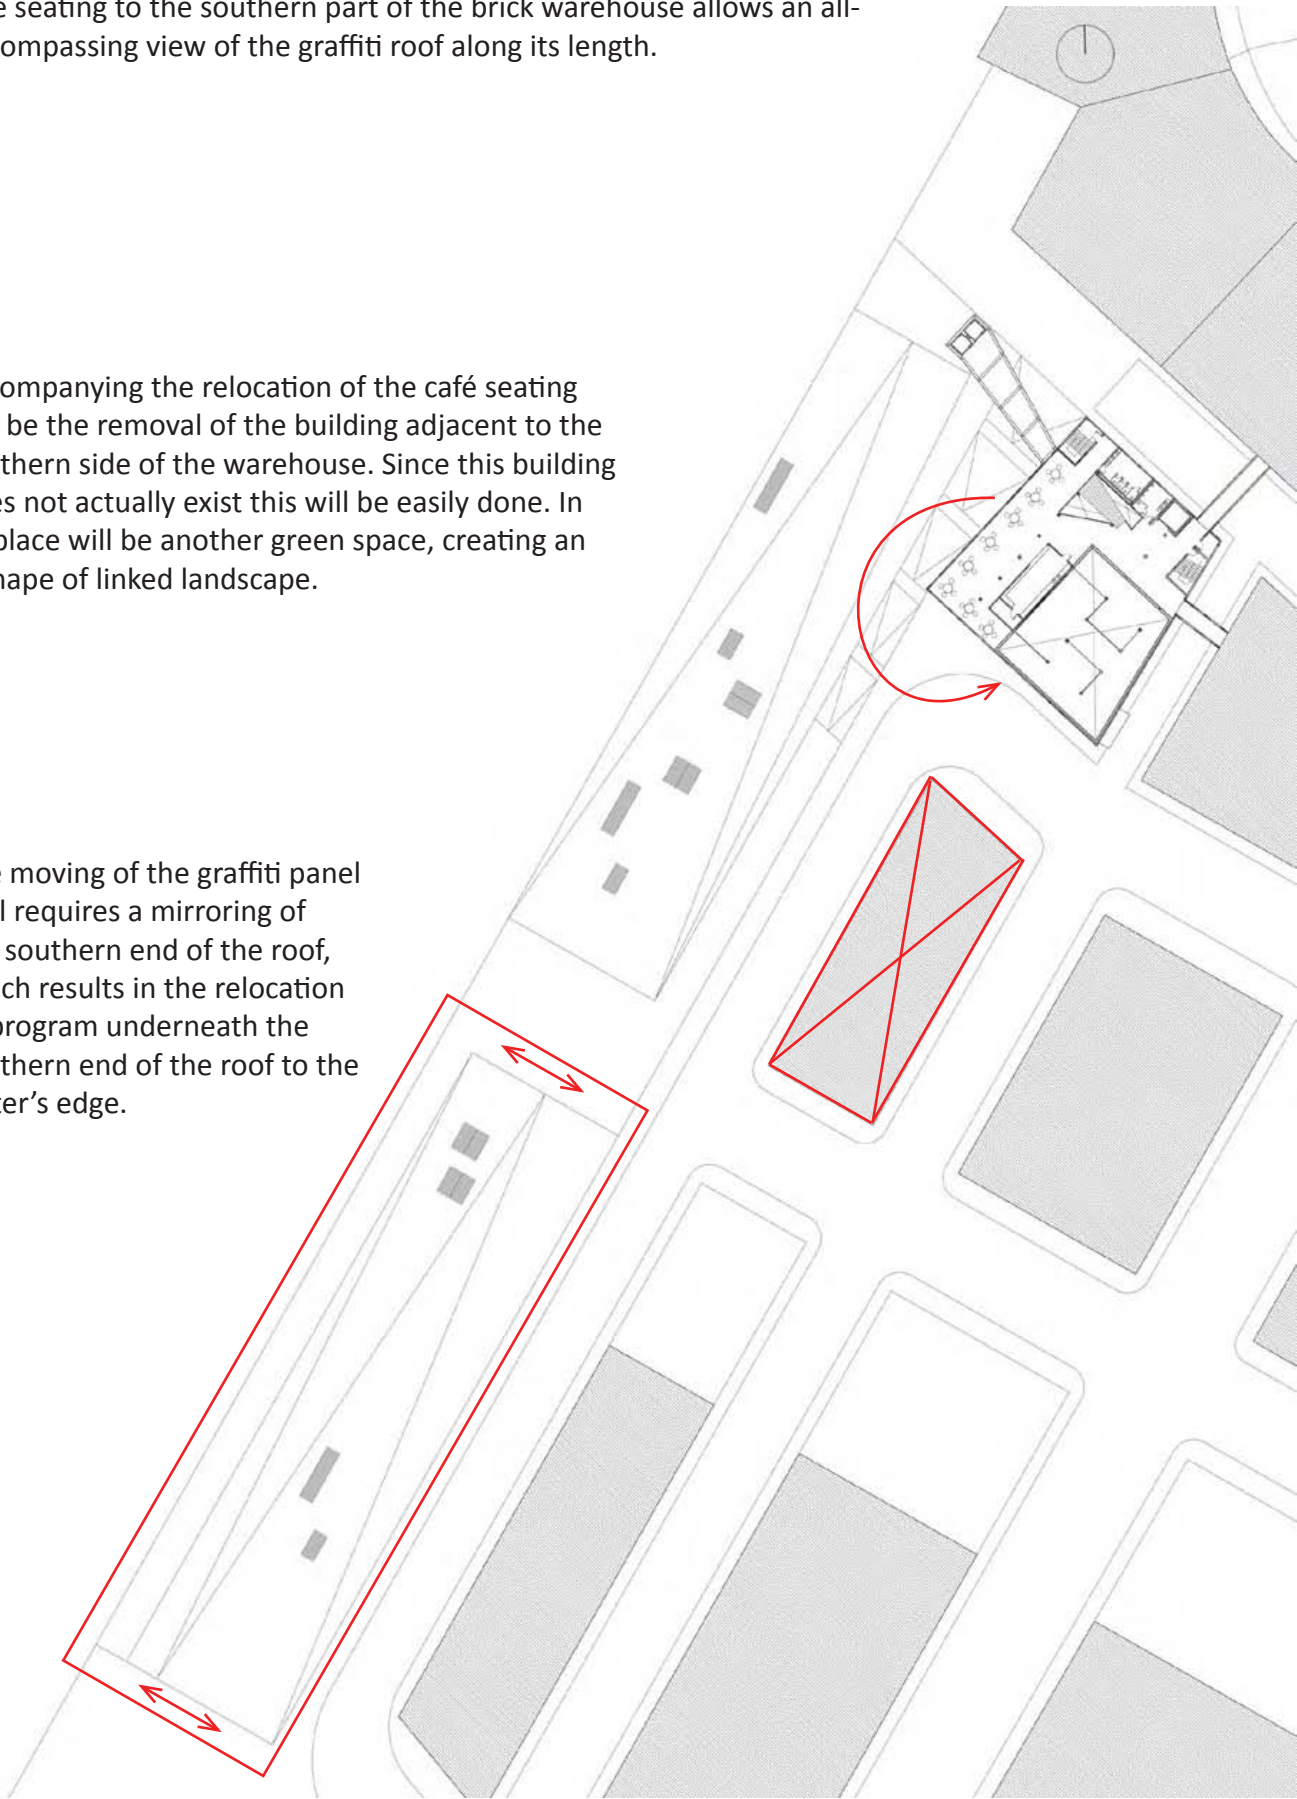 e seating to the southern part of the brick warehouse allows an all-
ompassing view of the graffiti roof along its length.
ompanying the relocation of the café seating
be the removal of the building adjacent to the
thern side of the warehouse. Since this building
es not actually exist this will be easily done. In
place will be another green space, creating an
hape of linked landscape.
e moving of the graffiti panel
l requires a mirroring of
southern end of the roof,
ch results in the relocation
program underneath the
thern end of the roof to the
ter's edge.